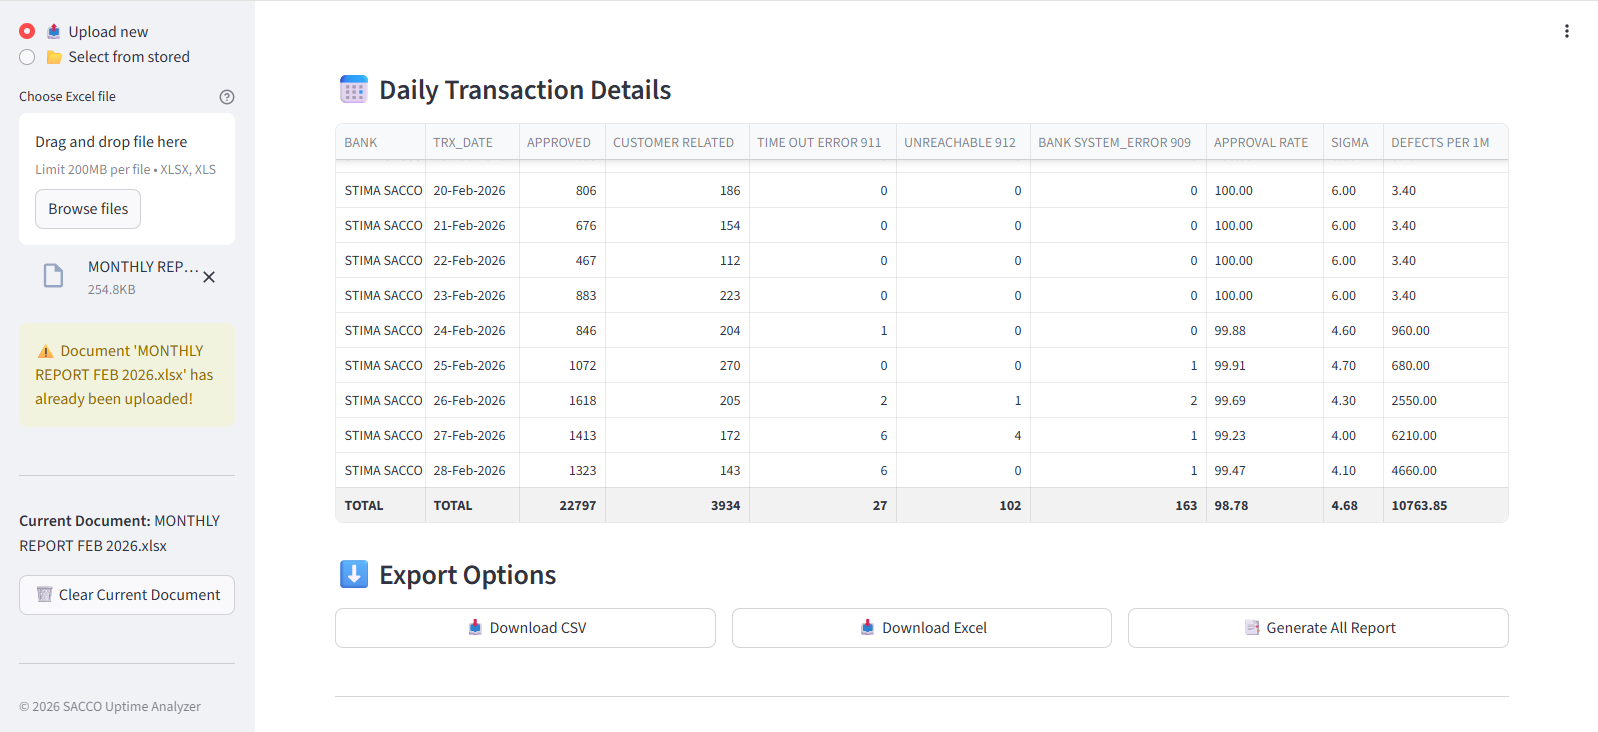 Upload new
Select from stored
Choose Excel file
Drag and drop file here
Limit 200MB per file • XLSX, XLS
Browse files
MONTHLY REP...
254.8KB
Document 'MONTHLY
REPORT FEB 2026.xlsx' has
already been uploaded!
Current Document: MONTHLY
REPORT FEB 2026.xlsx
Clear Current Document
© 2026 SACCO Uptime Analyzer
Daily Transaction Details
BANK TRX_DATE APPROVED CUSTOMER RELATED TIME OUT ERROR 911 UNREACHABLE 912 BANK SYSTEM_ERROR 909 APPROVAL RATE SIGMA DEFECTS PER 1M
STIMA SACCO 20-Feb-2026 806 186 0 0 0 100.00 6.00 3.40
STIMA SACCO 21-Feb-2026 676 154 0 0 0 100.00 6.00 3.40
STIMA SACCO 22-Feb-2026 467 112 0 0 0 100.00 6.00 3.40
STIMA SACCO 23-Feb-2026 883 223 0 0 0 100.00 6.00 3.40
STIMA SACCO 24-Feb-2026 846 204 1 0 0 99.88 4.60 960.00
STIMA SACCO 25-Feb-2026 1072 270 0 0 1 99.91 4.70 680.00
STIMA SACCO 26-Feb-2026 1618 205 2 1 2 99.69 4.30 2550.00
STIMA SACCO 27-Feb-2026 1413 172 6 4 1 99.23 4.00 6210.00
STIMA SACCO 28-Feb-2026 1323 143 6 0 1 99.47 4.10 4660.00
TOTAL TOTAL 22797 3934 27 102 163 98.78 4.68 10763.85
Export Options
Download CSV
Download Excel
Generate All Report